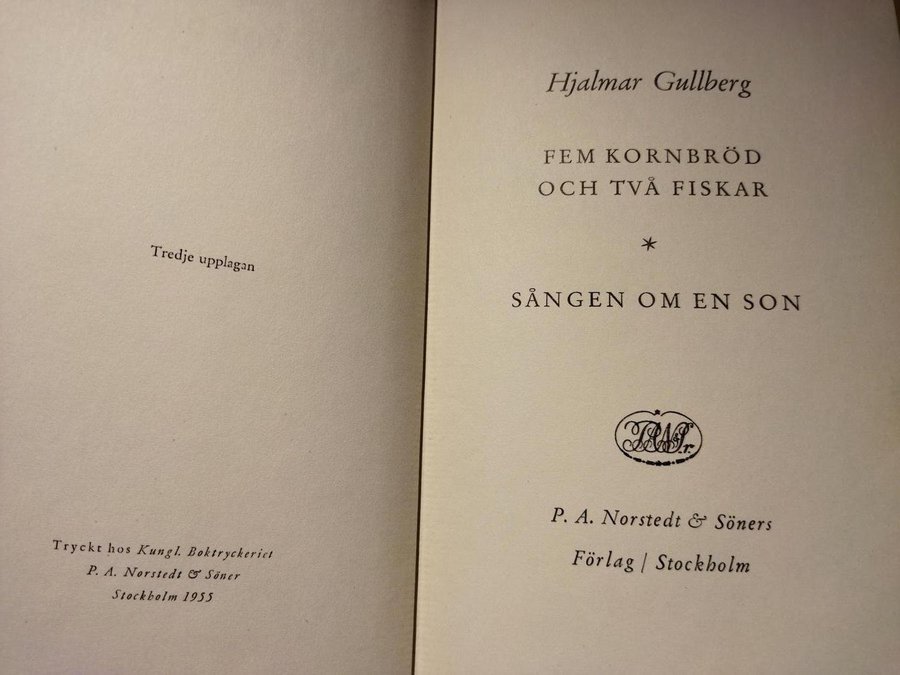 Tredje upplagan
Tryckt hos Kungl. Boktryckeriet
P. A. Norstedt & Söner
Stockholm 1955
Hjalmar Gullberg
FEM KORNBRÖD
OCH TVÅ FISKAR
*
SÅNGEN OM EN SON
P. A. Norstedt & Söners
Förlag / Stockholm